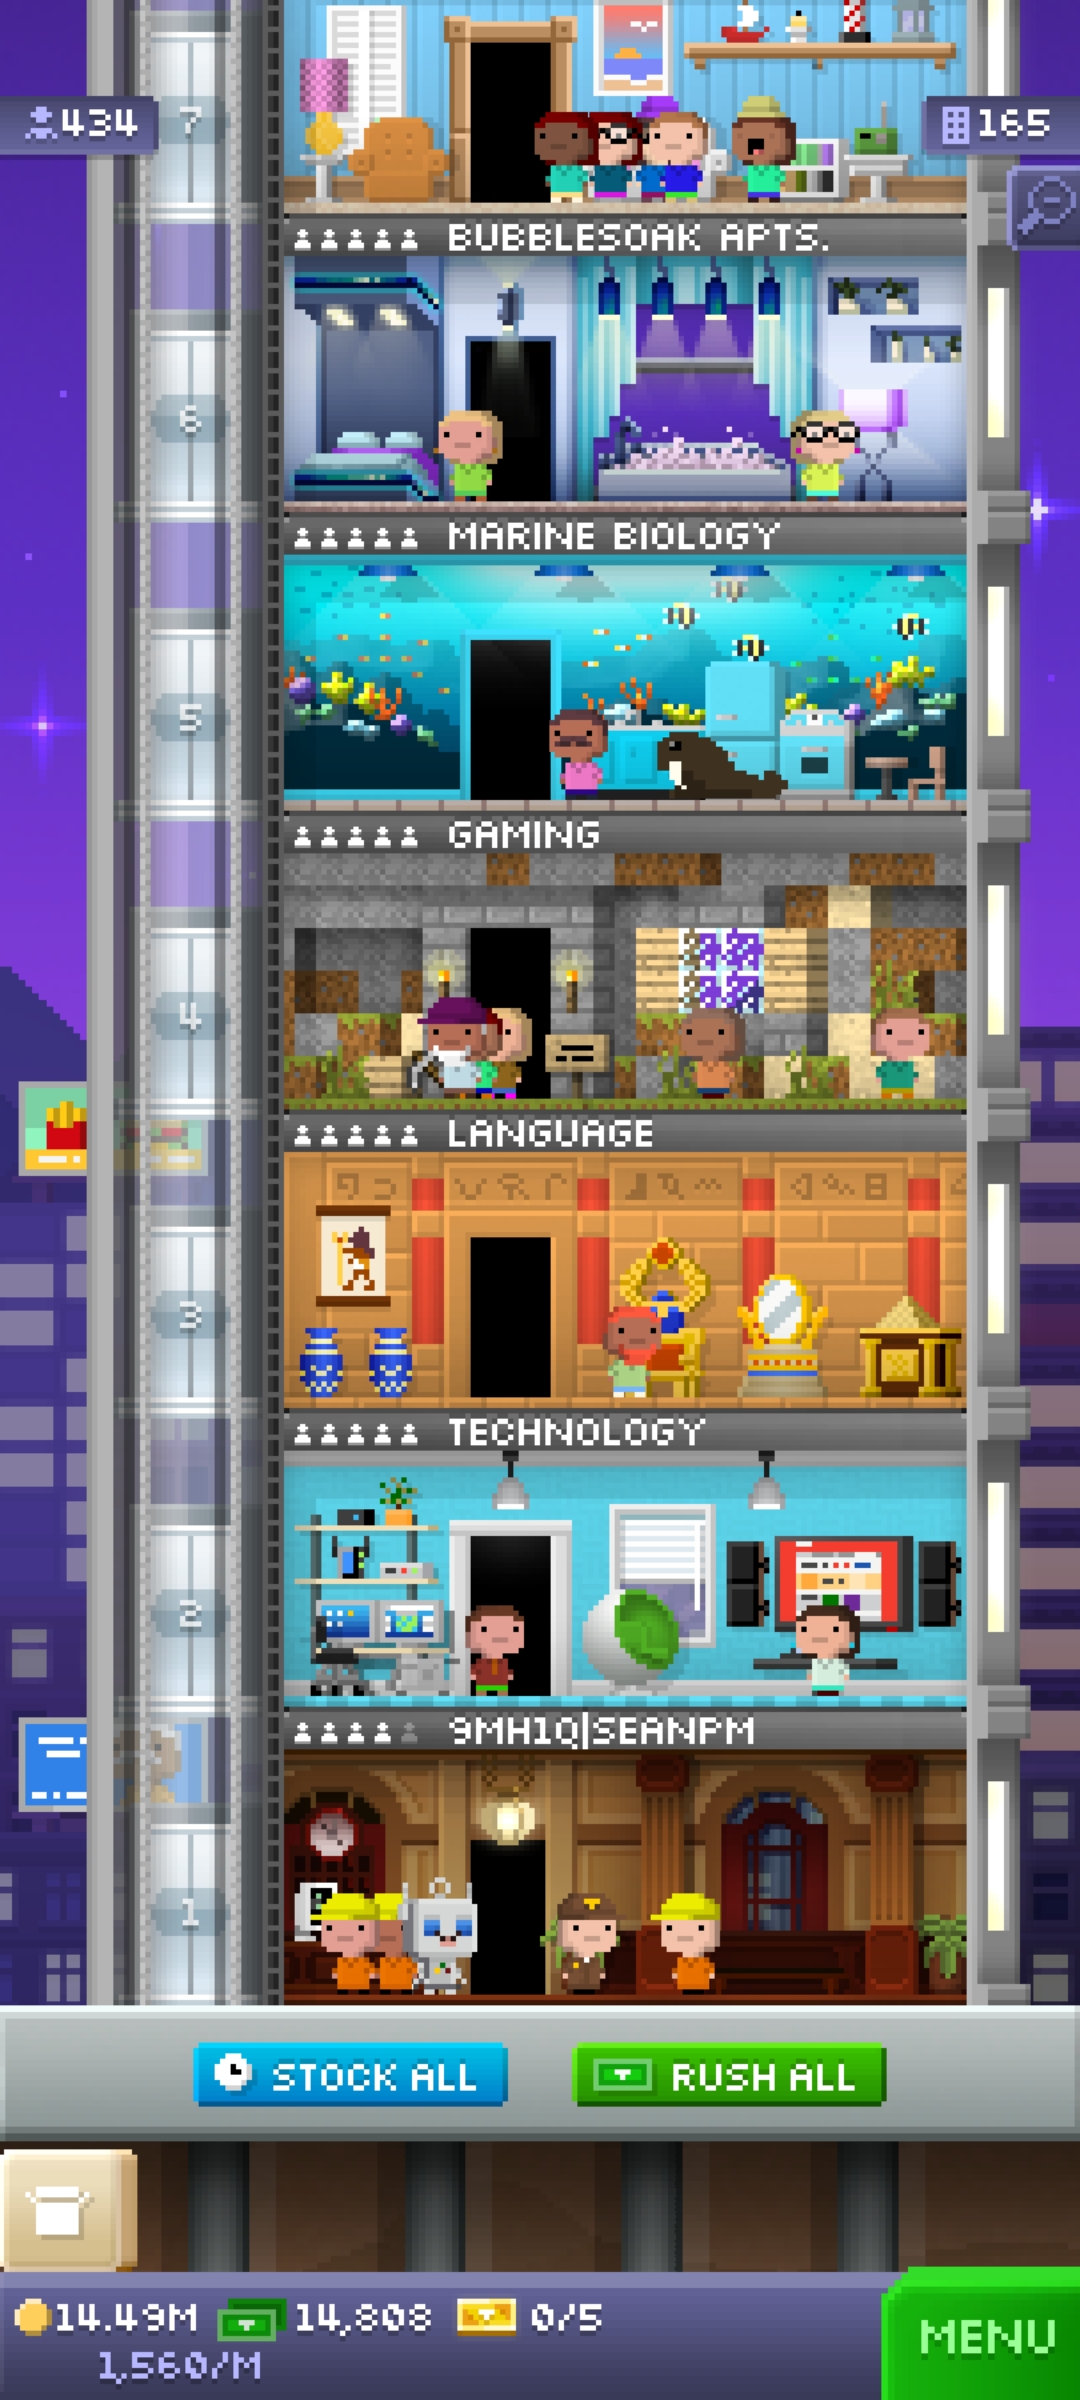 434
7
165
BUBBLESOAK APTS.
6
MARINE BIOLOGY
5
GAMING
4
LANGUAGE
3
TECHNOLOGY
2
9MH1Q|SEANPM
1
STOCK ALL
RUSH ALL
14.49M
14,808
0/5
1,560/M
MENU